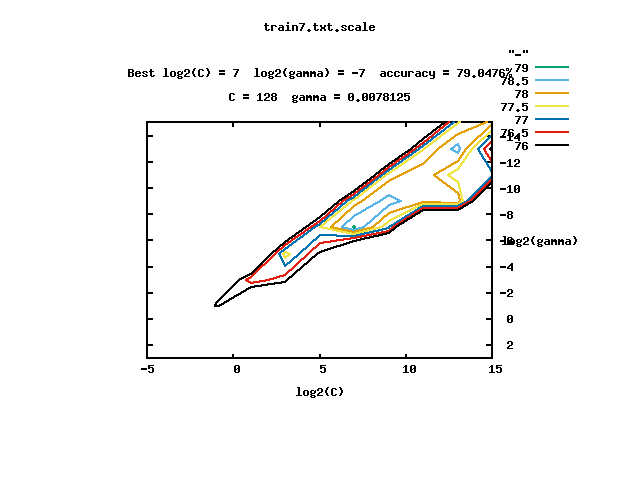 train7.txt.scale
"-"
Best log2(C) = 7 log2(gamma) = -7 accuracy = 79.0476%
79
78.5
78
C = 128 gamma = 0.0078125
77.5
77
76.5
76
-14
-12
-10
-8
-6
log2(gamma)
-4
-2
0
2
-5 0 5 10 15
log2(C)